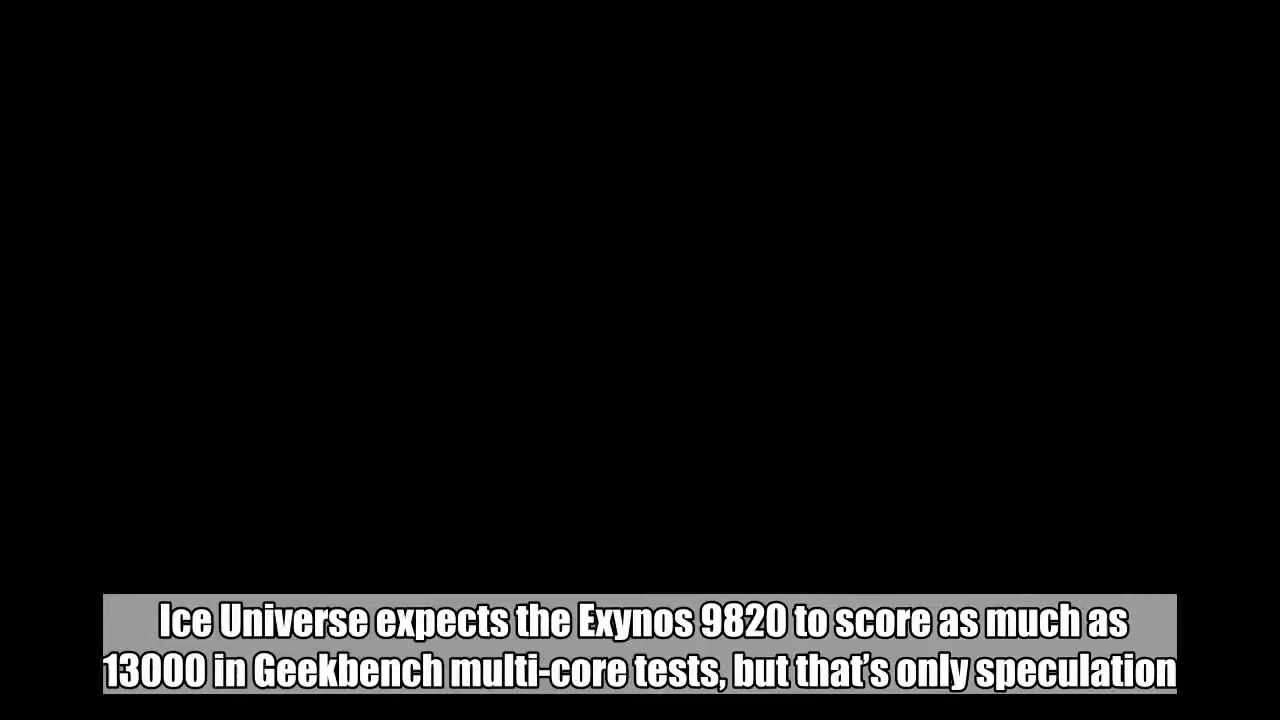 Ice Universe expects the Exynos 9820 to score as much as
13000 in Geekbench multi-core tests, but that’s only speculation